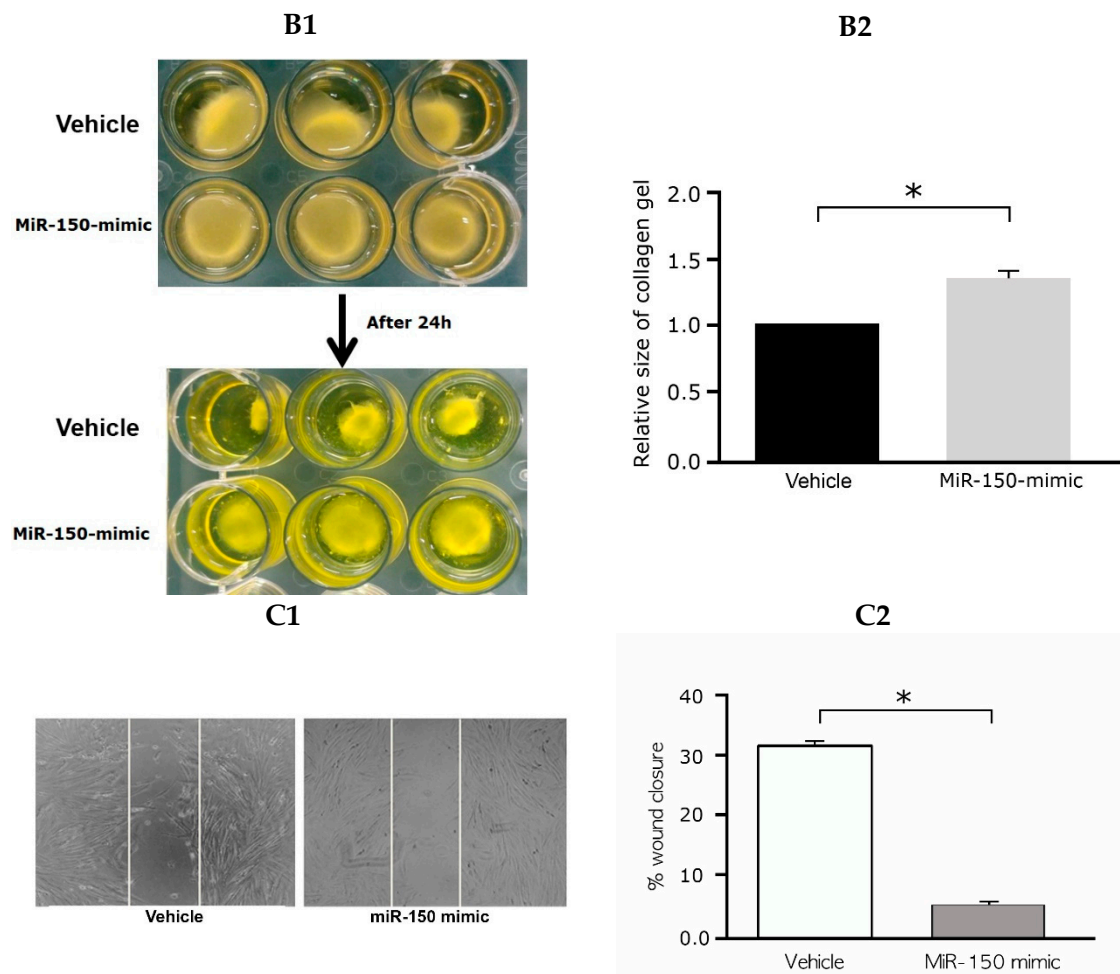 B1
Vehicle
MiR-150-mimic
After 24h
Vehicle
MiR-150-mimic
B2
Relative size of collagen gel
2.0
*
1.5
1.0
0.5
0.0
Vehicle
MiR-150-mimic
C1
Vehicle
miR-150 mimic
C2
% wound closure
40
*
30
20
10
0.0
Vehicle
MiR-150 mimic